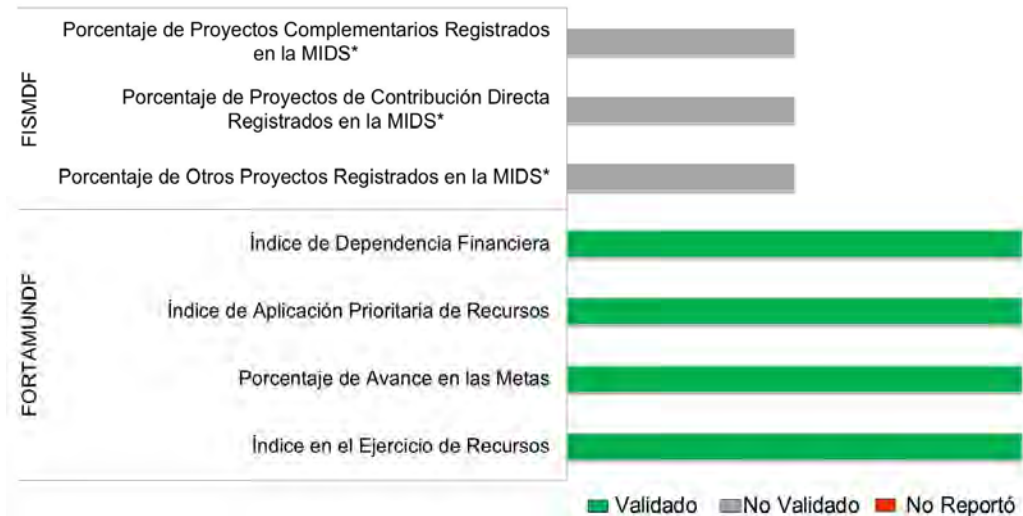 FISMDF
Porcentaje de Proyectos Complementarios Registrados
en la MIDS*
Porcentaje de Proyectos de Contribución Directa
Registrados en la MIDS*
Porcentaje de Otros Proyectos Registrados en la MIDS*
FORTAMUNDF
Índice de Dependencia Financiera
Índice de Aplicación Prioritaria de Recursos
Porcentaje de Avance en las Metas
Índice en el Ejercicio de Recursos
Validado No Validado No Reportó